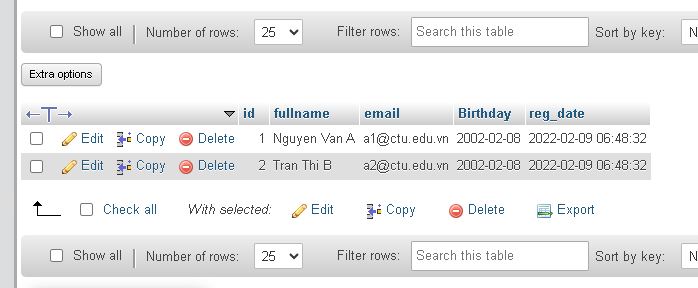 Show all Number of rows: 25 Filter rows: Search this table Sort by key: N
Extra options
id fullname email Birthday reg_date
Edit Copy Delete 1 Nguyen Van A a1@ctu.edu.vn 2002-02-08 2022-02-09 06:48:32
Edit Copy Delete 2 Tran Thi B a2@ctu.edu.vn 2002-02-08 2022-02-09 06:48:32
Check all With selected: Edit Copy Delete Export
Show all Number of rows: 25 Filter rows: Search this table Sort by key: N